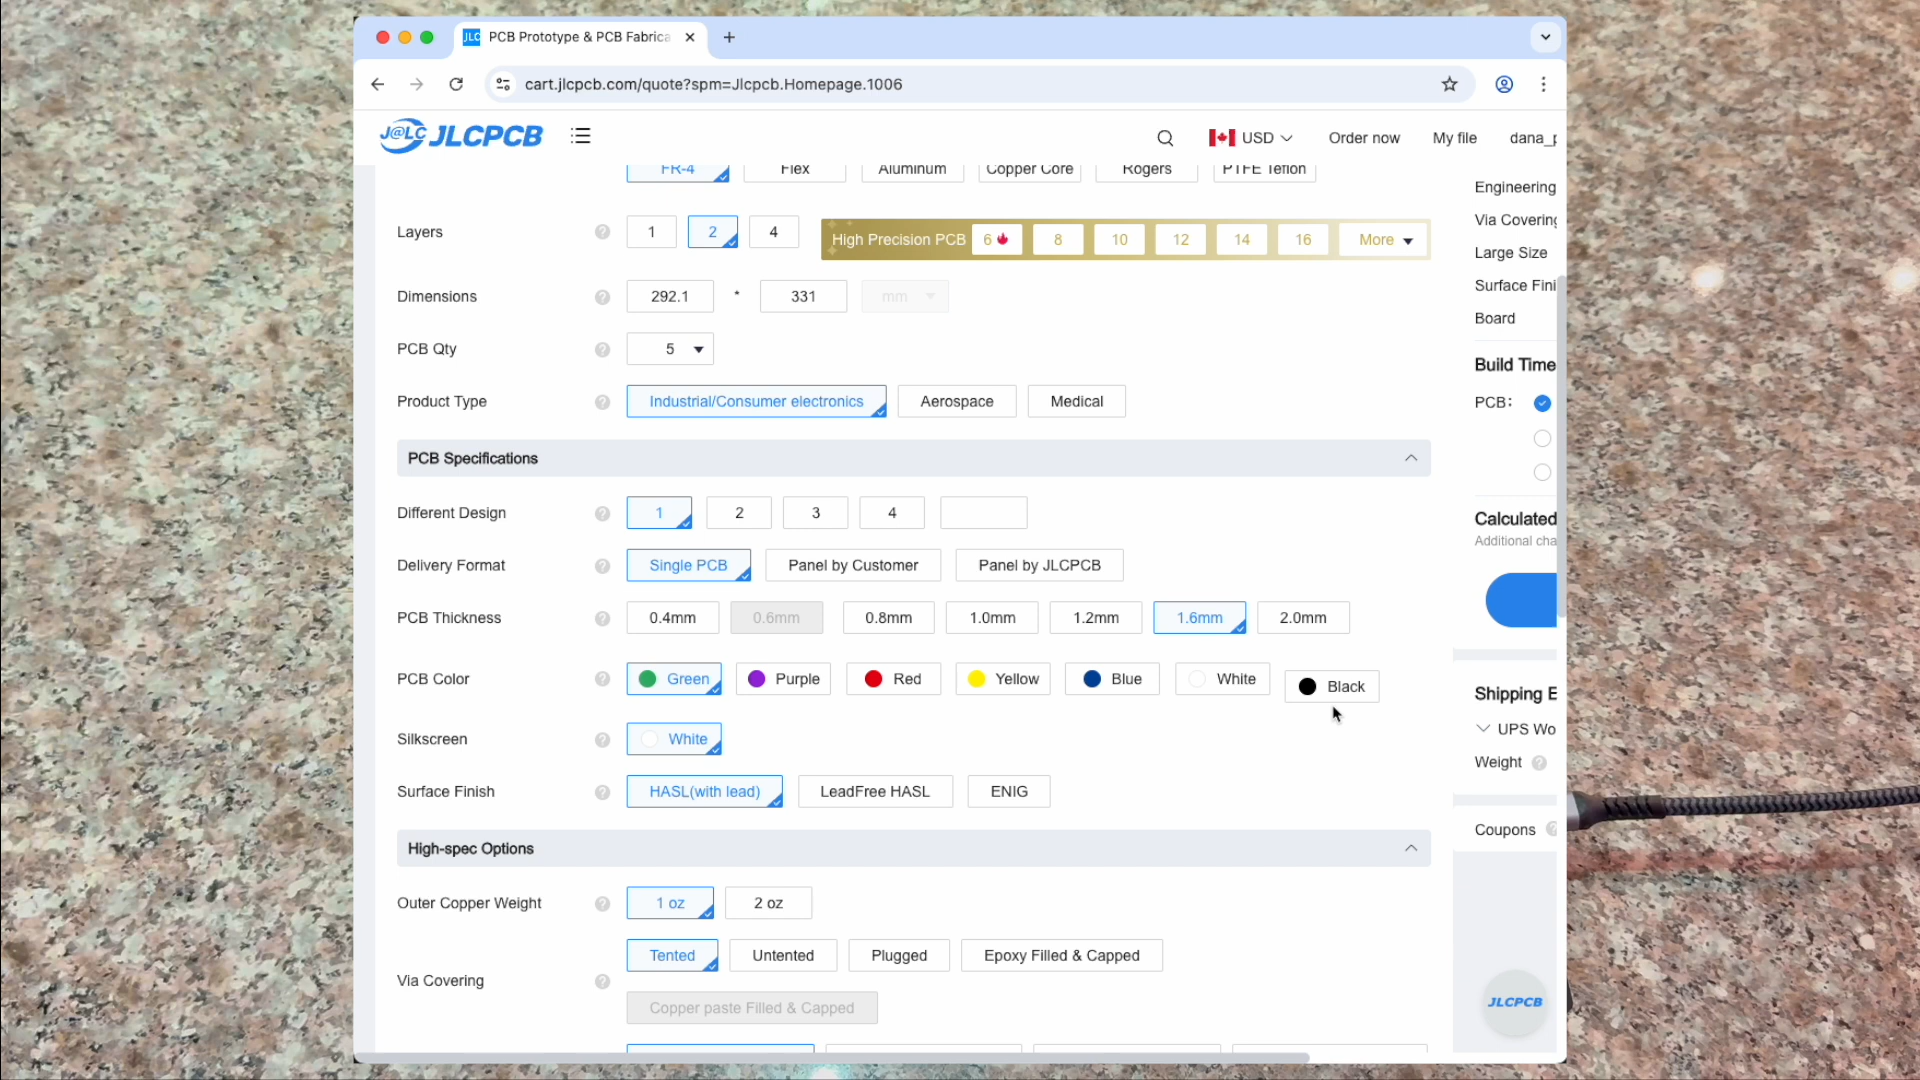 JLC PCB Prototype & PCB Fabrica
cart.jlcpcb.com/quote?spm=Jlcpcb.Homepage.1006
J@LC JLCPCB USD Order now My file dana_p
FR-4 Flex Aluminum Copper Core Rogers PTFE Teflon
Layers ? 1 2 4 High Precision PCB 6 8 10 12 14 16 More
Dimensions ? 292.1 * 331 mm
PCB Qty ? 5
Product Type ? Industrial/Consumer electronics Aerospace Medical
PCB Specifications
Different Design ? 1 2 3 4
Delivery Format ? Single PCB Panel by Customer Panel by JLCPCB
PCB Thickness ? 0.4mm 0.6mm 0.8mm 1.0mm 1.2mm 1.6mm 2.0mm
PCB Color ? Green Purple Red Yellow Blue White Black
Silkscreen ? White
Surface Finish ? HASL(with lead) LeadFree HASL ENIG
High-spec Options
Outer Copper Weight ? 1 oz 2 oz
Via Covering ? Tented Untented Plugged Epoxy Filled & Capped
Copper paste Filled & Capped
Engineering
Via Covering
Large Size
Surface Fini
Board
Build Time
PCB:
Calculated
Additional cha
Shipping E
UPS Wo
Weight ?
Coupons ?
JLCPCB